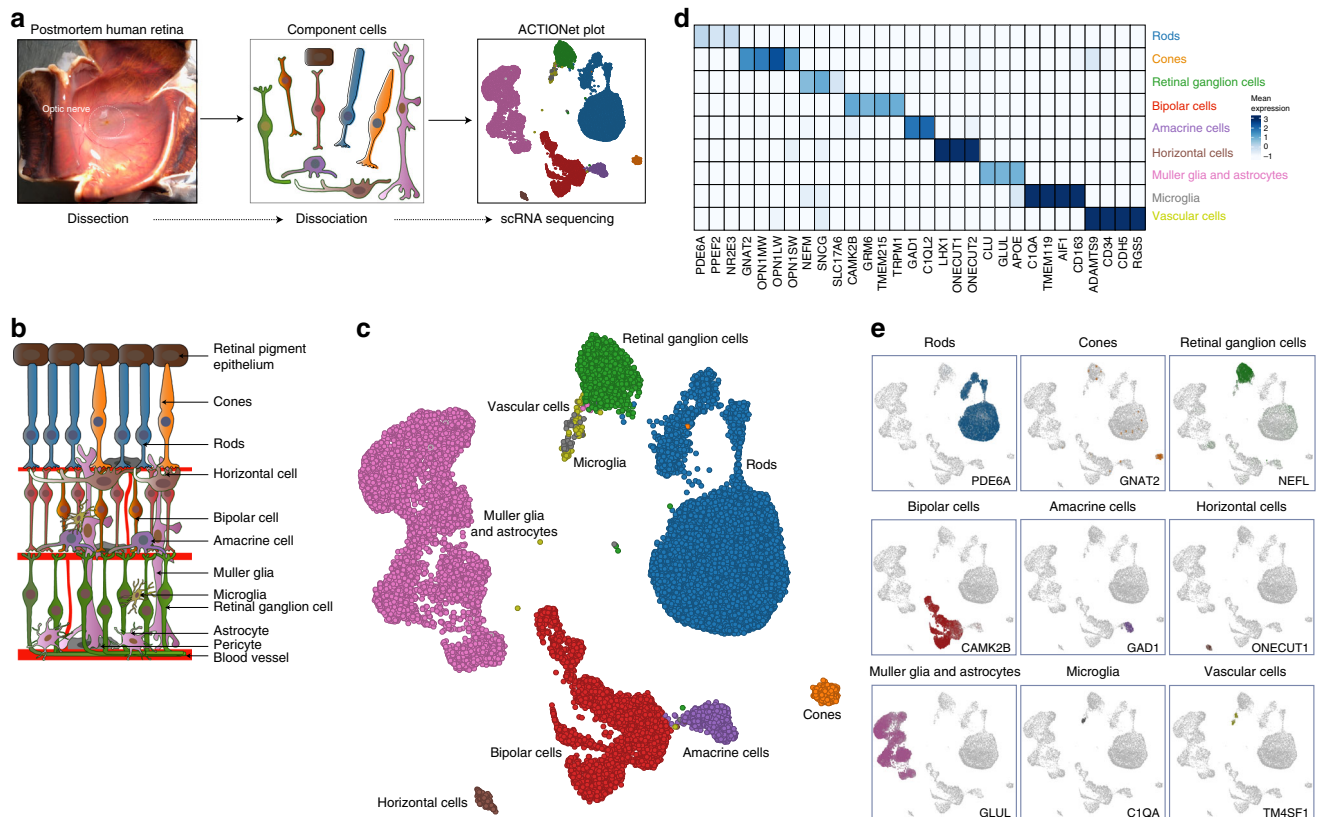 a
Postmortem human retina
Component cells
ACTIONet plot
Optic nerve
Dissection
Dissociation
scRNA sequencing
b
Retinal pigment
epithelium
Cones
Rods
Horizontal cell
Bipolar cell
Amacrine cell
Muller glia
Microglia
Retinal ganglion cell
Astrocyte
Pericyte
Blood vessel
c
Retinal ganglion cells
Vascular cells
Microglia
Rods
Muller glia
and astrocytes
Cones
Bipolar cells
Amacrine cells
Horizontal cells
d
Rods
Cones
Retinal ganglion cells
Bipolar cells
Amacrine cells
Horizontal cells
Muller glia and astrocytes
Microglia
Vascular cells
Mean
expression
3
2
1
0
−1
PDE6A
PPEF2
NR2E3
GNAT2
OPN1MW
OPN1LW
OPN1SW
NEFM
SNCG
SLC17A6
CAMK2B
GRM6
TMEM215
TRPM1
GAD1
C1QL2
LHX1
ONECUT1
ONECUT2
CLU
GLUL
APOE
C1QA
TMEM119
AIF1
CD163
ADAMTS9
CD34
CDH5
RGS5
e
Rods
Cones
Retinal ganglion cells
PDE6A
GNAT2
NEFL
Bipolar cells
Amacrine cells
Horizontal cells
CAMK2B
GAD1
ONECUT1
Muller glia and astrocytes
Microglia
Vascular cells
GLUL
C1QA
TM4SF1